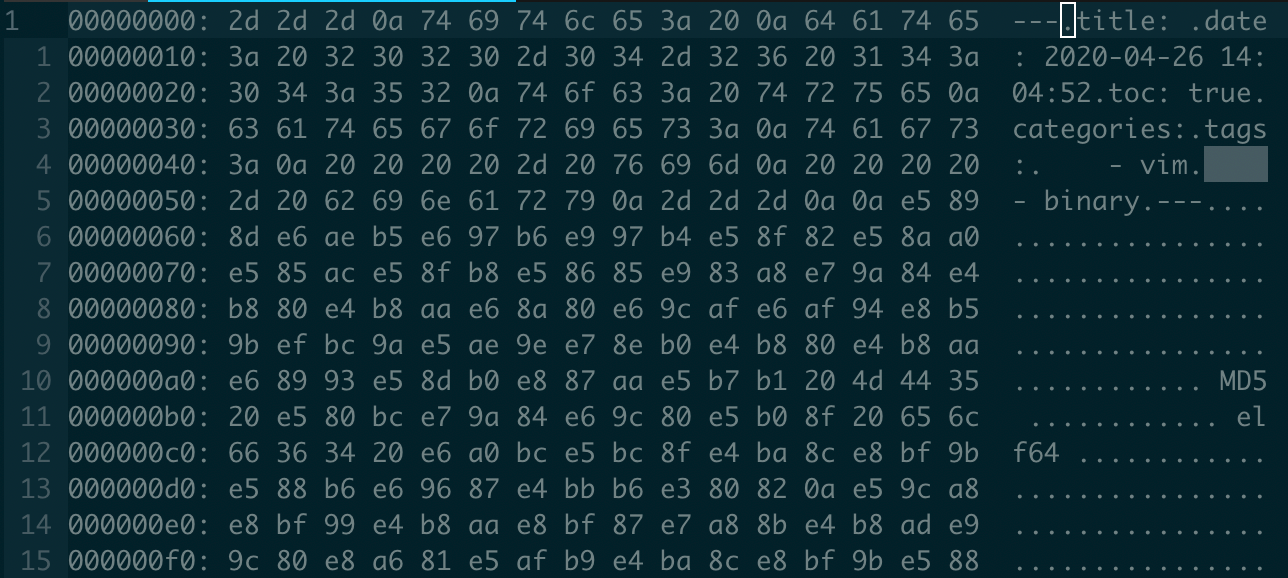 1 00000000: 2d 2d 2d 0a 74 69 74 6c 65 3a 20 0a 64 61 74 65 ---.title: .date
1 00000010: 3a 20 32 30 32 30 2d 30 34 2d 32 36 20 31 34 3a : 2020-04-26 14:
2 00000020: 30 34 3a 35 32 0a 74 6f 63 3a 20 74 72 75 65 0a 04:52.toc: true.
3 00000030: 63 61 74 65 67 6f 72 69 65 73 3a 0a 74 61 67 73 categories:.tags
4 00000040: 3a 0a 20 20 20 20 2d 20 76 69 6d 0a 20 20 20 20 :.    - vim.
5 00000050: 2d 20 62 69 6e 61 72 79 0a 2d 2d 2d 0a 0a e5 89 - binary.---....
6 00000060: 8d e6 ae b5 e6 97 b6 e9 97 b4 e5 8f 82 e5 8a a0 ................
7 00000070: e5 85 ac e5 8f b8 e5 86 85 e9 83 a8 e7 9a 84 e4 ................
8 00000080: b8 80 e4 b8 aa e6 8a 80 e6 9c af e6 af 94 e8 b5 ................
9 00000090: 9b ef bc 9a e5 ae 9e e7 8e b0 e4 b8 80 e4 b8 aa ................
10 000000a0: e6 89 93 e5 8d b0 e8 87 aa e5 b7 b1 20 4d 44 35 ............ MD5
11 000000b0: 20 e5 80 bc e7 9a 84 e6 9c 80 e5 b0 8f 20 65 6c  ............ el
12 000000c0: 66 36 34 20 e6 a0 bc e5 bc 8f e4 ba 8c e8 bf 9b f64 ............
13 000000d0: e5 88 b6 e6 96 87 e4 bb b6 e3 80 82 0a e5 9c a8 ................
14 000000e0: e8 bf 99 e4 b8 aa e8 bf 87 e7 a8 8b e4 b8 ad e9 ................
15 000000f0: 9c 80 e8 a6 81 e5 af b9 e4 ba 8c e8 bf 9b e5 88 ................